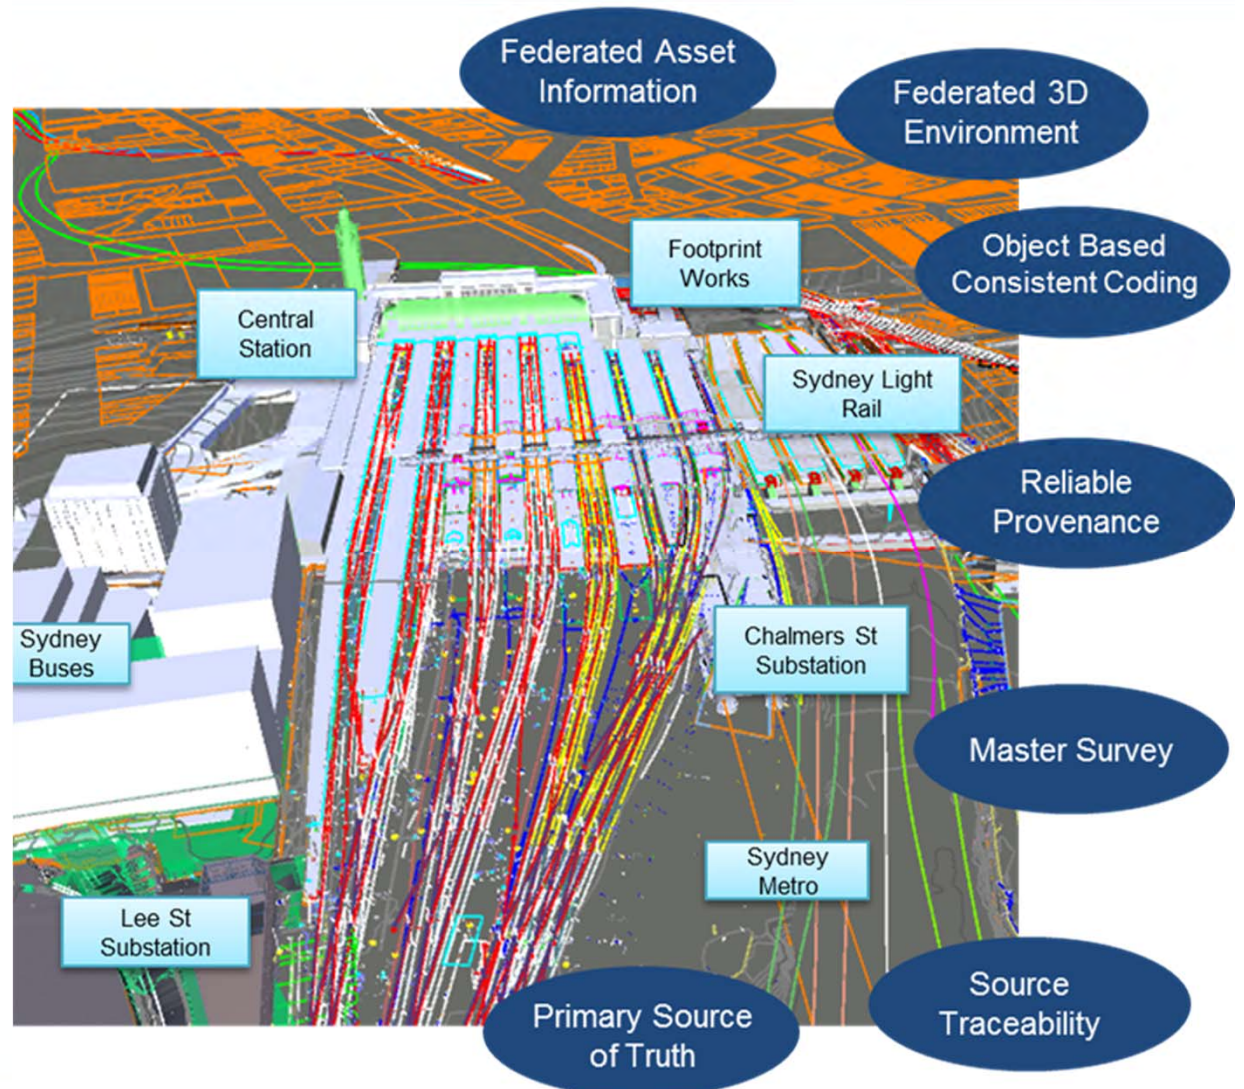 Federated Asset
Information
Federated 3D
Environment
Footprint
Works
Object Based
Consistent Coding
Central
Station
Sydney Light
Rail
Reliable
Provenance
Sydney
Buses
Chalmers St
Substation
Master Survey
Sydney
Metro
Lee St
Substation
Source
Traceability
Primary Source
of Truth